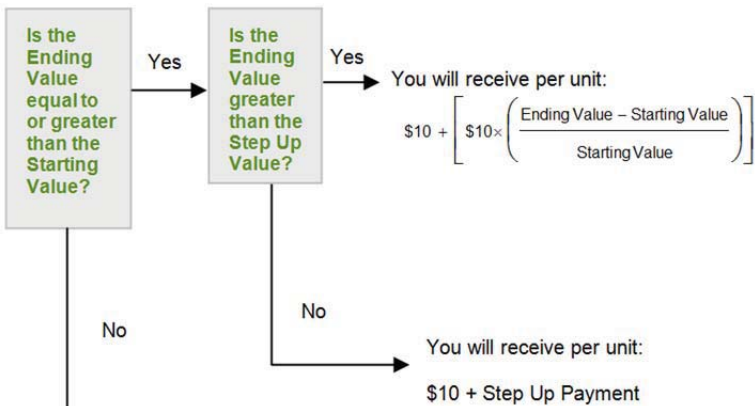 Is the
Ending
Value
equal to
or greater
than the
Starting
Value?
Yes
Is the
Ending
Value
greater
than the
Step Up
Value?
Yes
You will receive per unit:
$10 + [ $10× ( Ending Value – Starting Value
Starting Value ) ]
No
No
You will receive per unit:
$10 + Step Up Payment